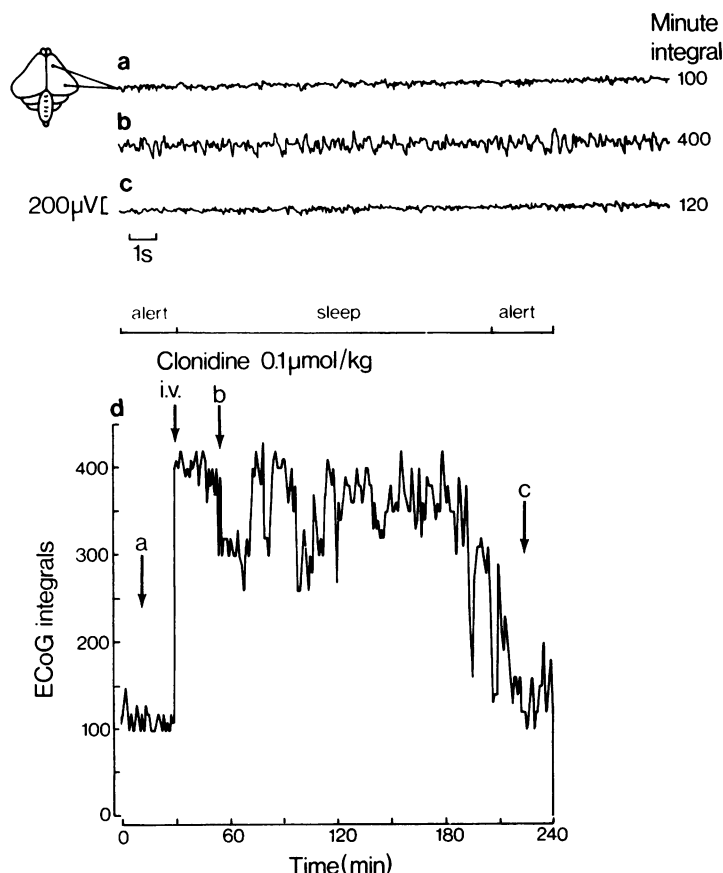 Minute
integral
a
100
b
400
c
120
200µV
1s
alert sleep alert
Clonidine 0.1µmol/kg
i.v. b
d
a
c
400
300
200
100
0
ECoG integrals
0 60 120 180 240
Time(min)